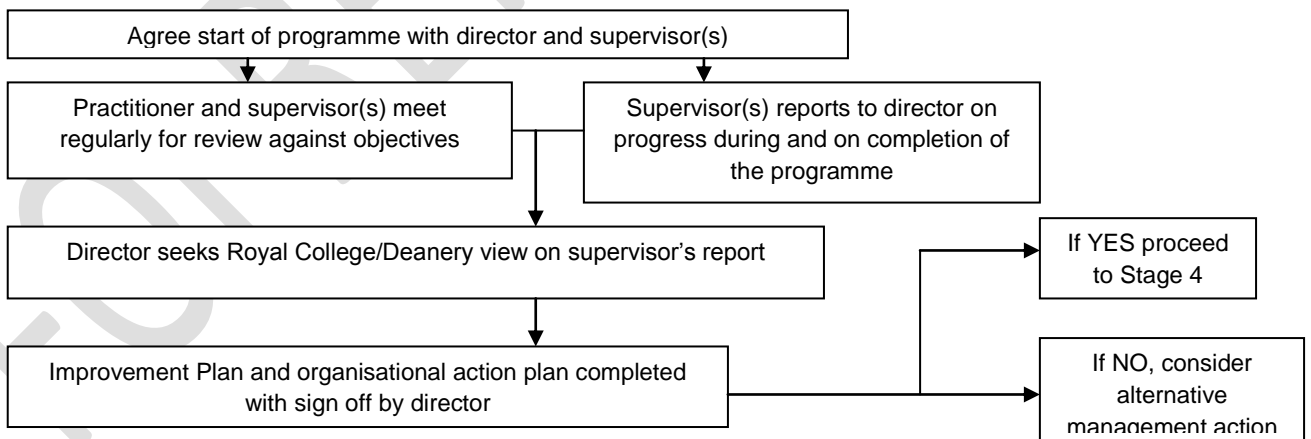 Agree start of programme with director and supervisor(s)
Practitioner and supervisor(s) meet
regularly for review against objectives
Supervisor(s) reports to director on
progress during and on completion of
the programme
Director seeks Royal College/Deanery view on supervisor’s report
If YES proceed
to Stage 4
Improvement Plan and organisational action plan completed
with sign off by director
If NO, consider
alternative
management action